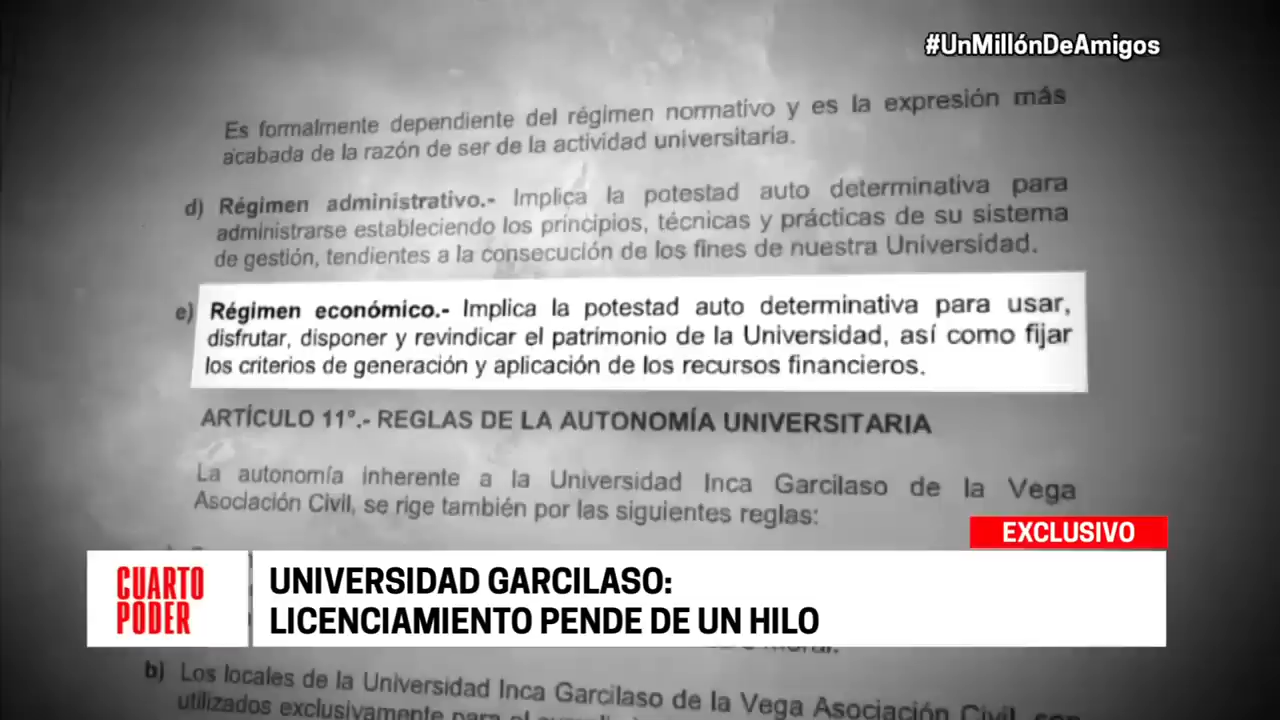 #UnMillónDeAmigos
Es formalmente dependiente del régimen normativo y es la expresión más
acabada de la razón de ser de la actividad universitaria.
d) Régimen administrativo.- Implica la potestad auto determinativa para
administrarse estableciendo los principios, técnicas y prácticas de su sistema
de gestión, tendientes a la consecución de los fines de nuestra Universidad.
e) Régimen económico.- Implica la potestad auto determinativa para usar,
disfrutar, disponer y revindicar el patrimonio de la Universidad, así como fijar
los criterios de generación y aplicación de los recursos financieros.
ARTÍCULO 11º.- REGLAS DE LA AUTONOMÍA UNIVERSITARIA
La autonomía inherente a la Universidad Inca Garcilaso de la Vega
Asociación Civil, se rige también por las siguientes reglas:
EXCLUSIVO
CUARTO
PODER
UNIVERSIDAD GARCILASO:
LICENCIAMIENTO PENDE DE UN HILO
b) Los locales de la Universidad Inca Garcilaso de la Vega Asociación Civil, son
utilizados exclusivamente para el